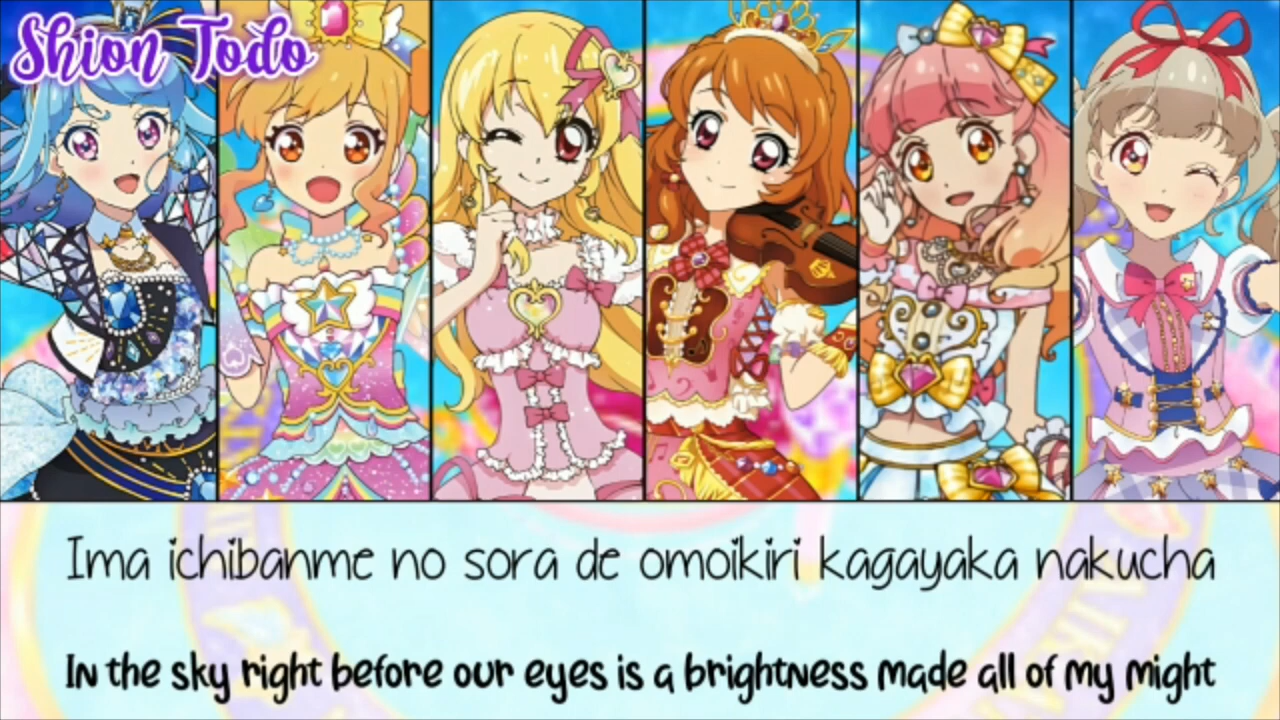 Shion Todo
Ima ichibanme no sora de omoikiri kagayaka nakucha
In the sky right before our eyes is a brightness made all of my might